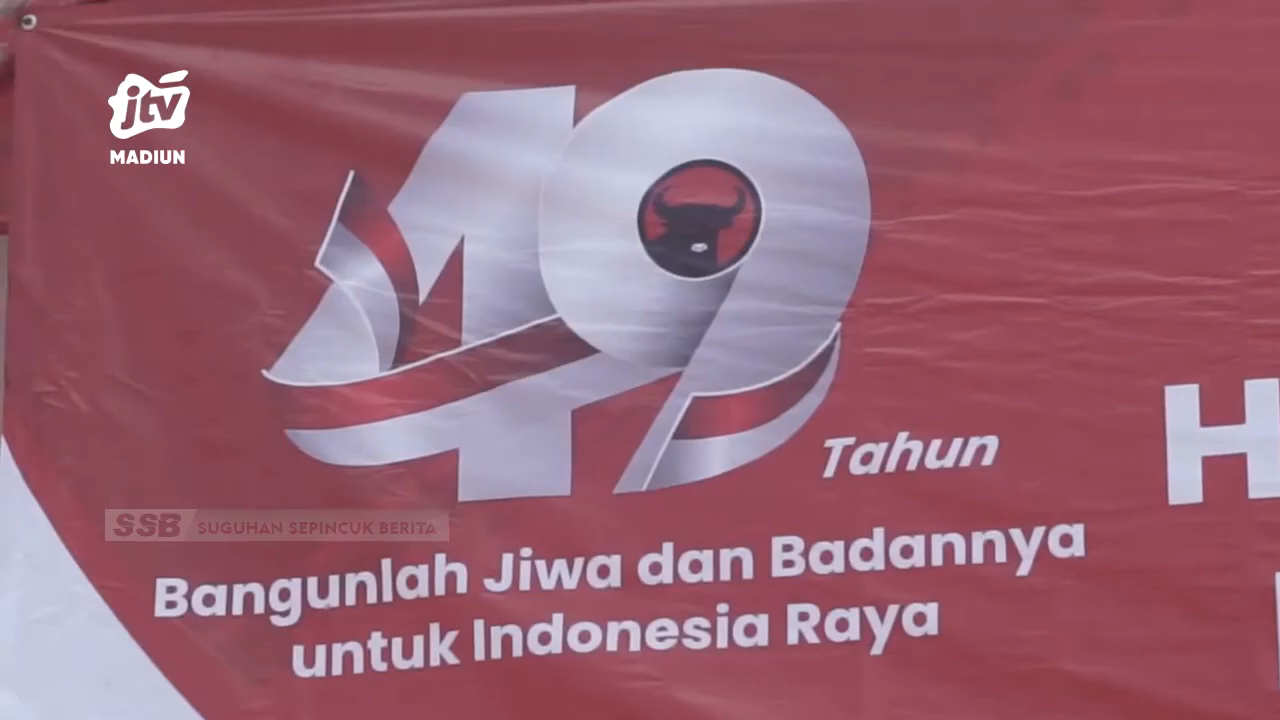 jtv
MADIUN
49
Tahun
H
SSB SUGUHAN SEPINCUK BERITA
Bangunlah Jiwa dan Badannya
untuk Indonesia Raya